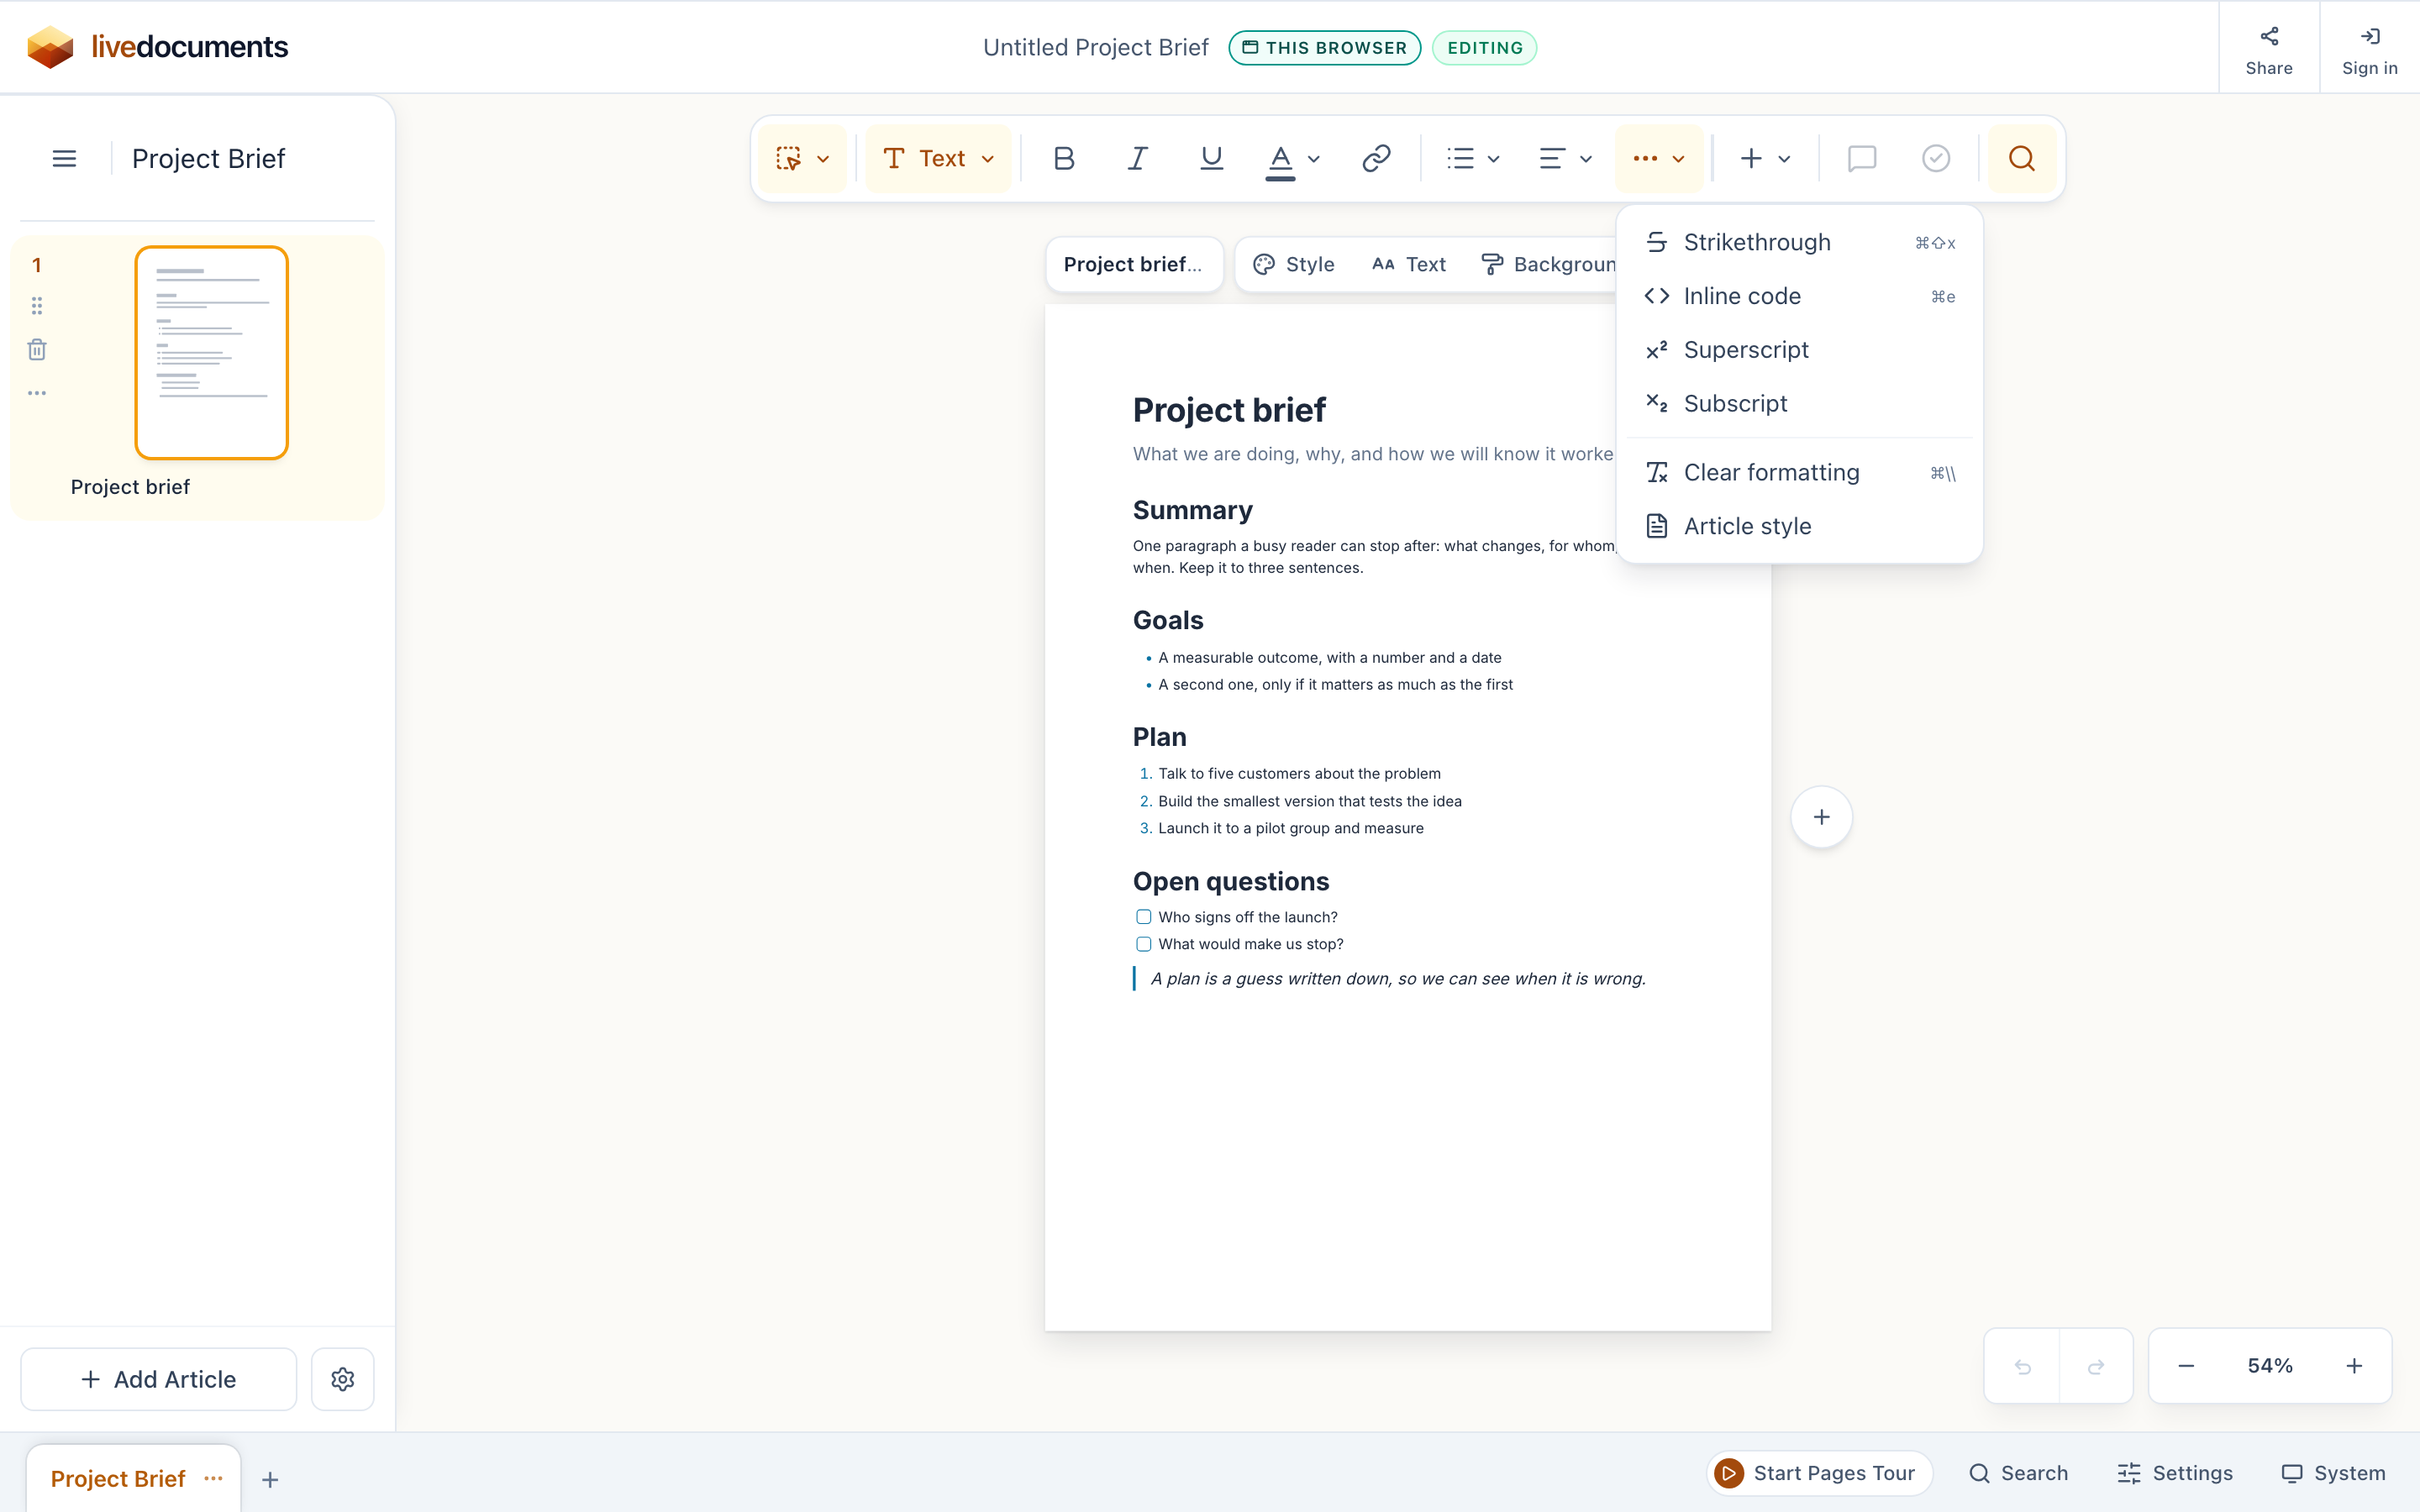 livedocuments
Untitled Project Brief
THIS BROWSER
EDITING
Share
Sign in
Project Brief
1
Project brief
Text
Project brief...
Style
Text
Backgroun
Strikethrough ⌘⇧x
Inline code ⌘e
Superscript
Subscript
Clear formatting ⌘\\
Article style
Project brief
What we are doing, why, and how we will know it worke
Summary
One paragraph a busy reader can stop after: what changes, for whom,
when. Keep it to three sentences.
Goals
• A measurable outcome, with a number and a date
• A second one, only if it matters as much as the first
Plan
1. Talk to five customers about the problem
2. Build the smallest version that tests the idea
3. Launch it to a pilot group and measure
Open questions
Who signs off the launch?
What would make us stop?
A plan is a guess written down, so we can see when it is wrong.
Add Article
54%
Project Brief
Start Pages Tour
Search
Settings
System